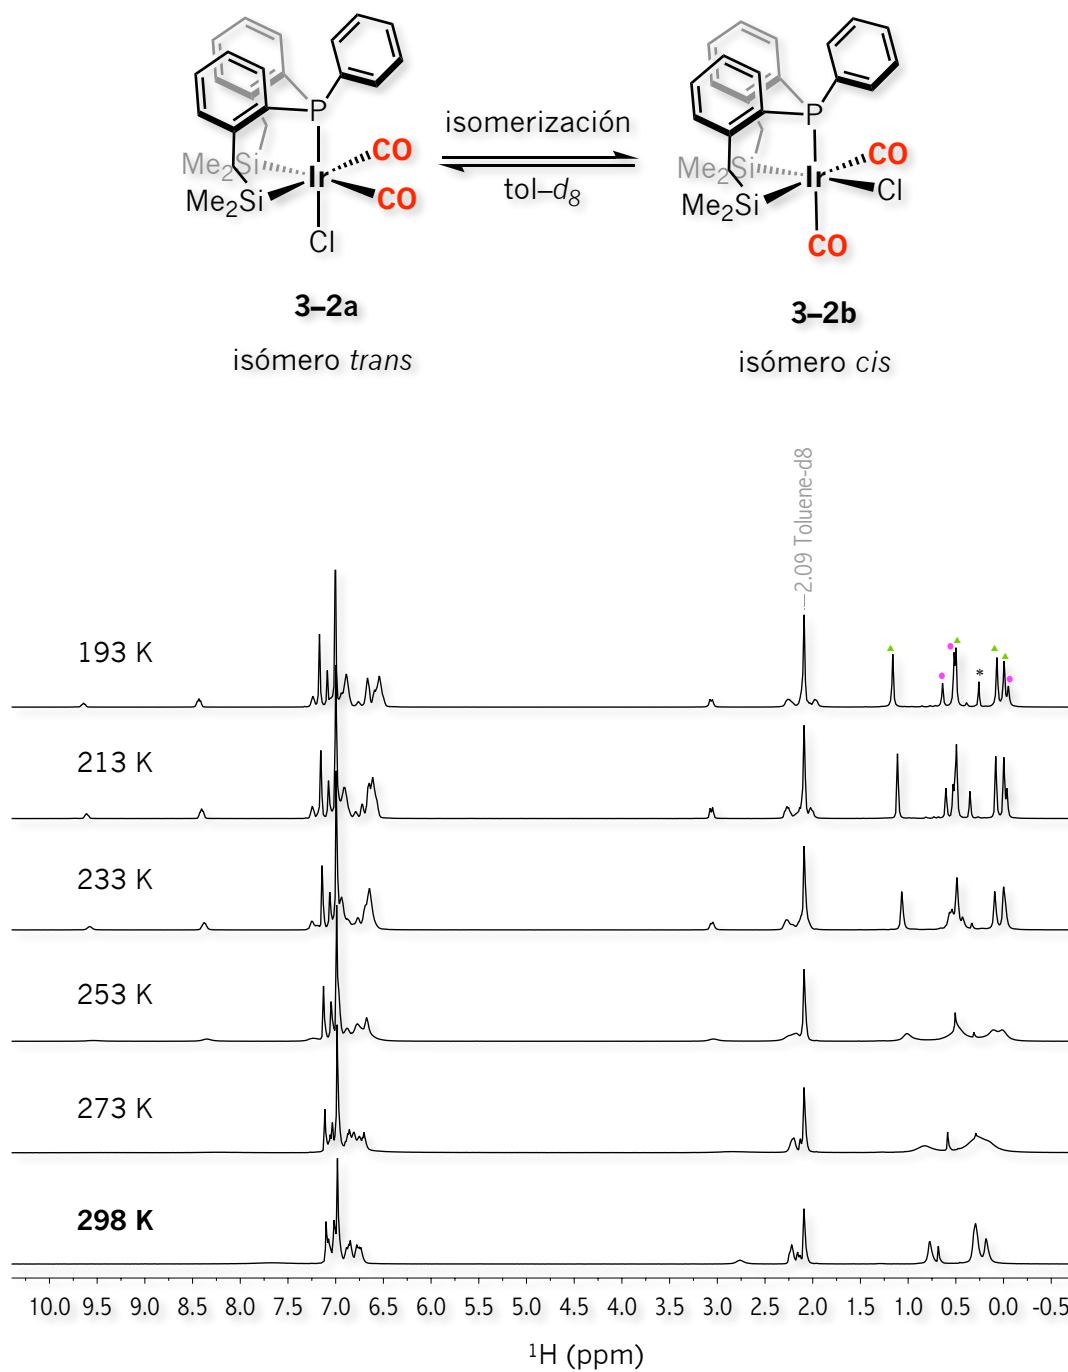 P
P
Me2Si
CO
Ir
CO
Me2Si
Cl
isomerización
tol–d8
Me2Si
CO
Ir
Cl
Me2Si
CO
3–2a
3–2b
isómero trans
isómero cis
2.09 Toluene-d8
193 K
*
213 K
233 K
253 K
273 K
298 K
10.0 9.5 9.0 8.5 8.0 7.5 7.0 6.5 6.0 5.5 5.0 4.5 4.0 3.5 3.0 2.5 2.0 1.5 1.0 0.5 0.0 -0.5
1H (ppm)